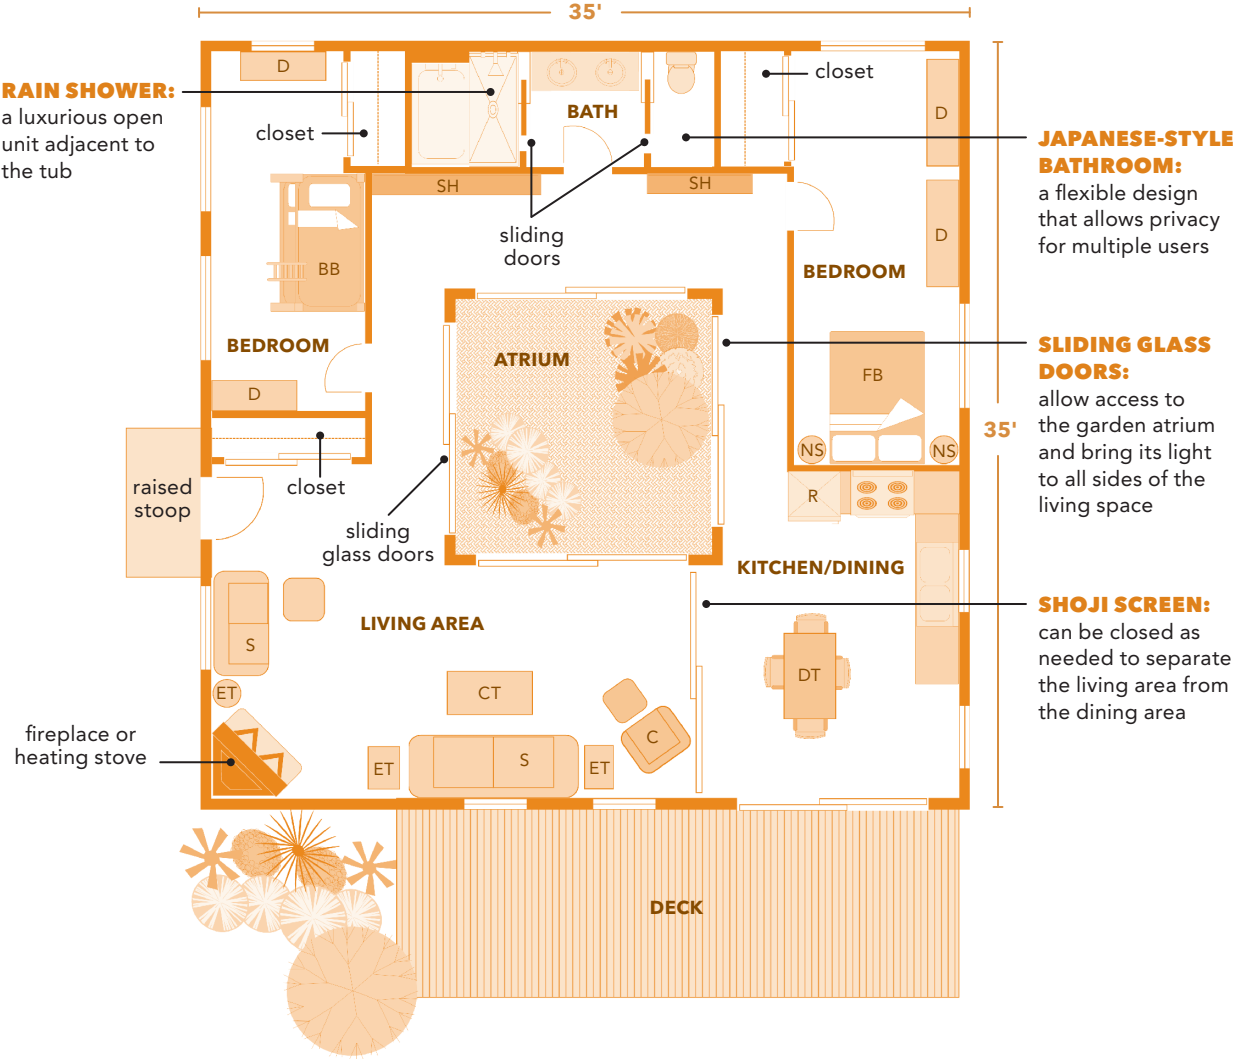 35'
RAIN SHOWER:
a luxurious open
unit adjacent to
the tub
D
closet
BATH
closet
D
JAPANESE-STYLE
BATHROOM:
a flexible design
that allows privacy
for multiple users
SH
SH
sliding
doors
D
BB
BEDROOM
BEDROOM
D
ATRIUM
FB
NS
NS
SLIDING GLASS
DOORS:
allow access to
the garden atrium
and bring its light
to all sides of the
living space
35'
raised
stoop
closet
sliding
glass doors
R
KITCHEN/DINING
LIVING AREA
S
ET
CT
DT
C
SHOJI SCREEN:
can be closed as
needed to separate
the living area from
the dining area
fireplace or
heating stove
ET
S
ET
DECK